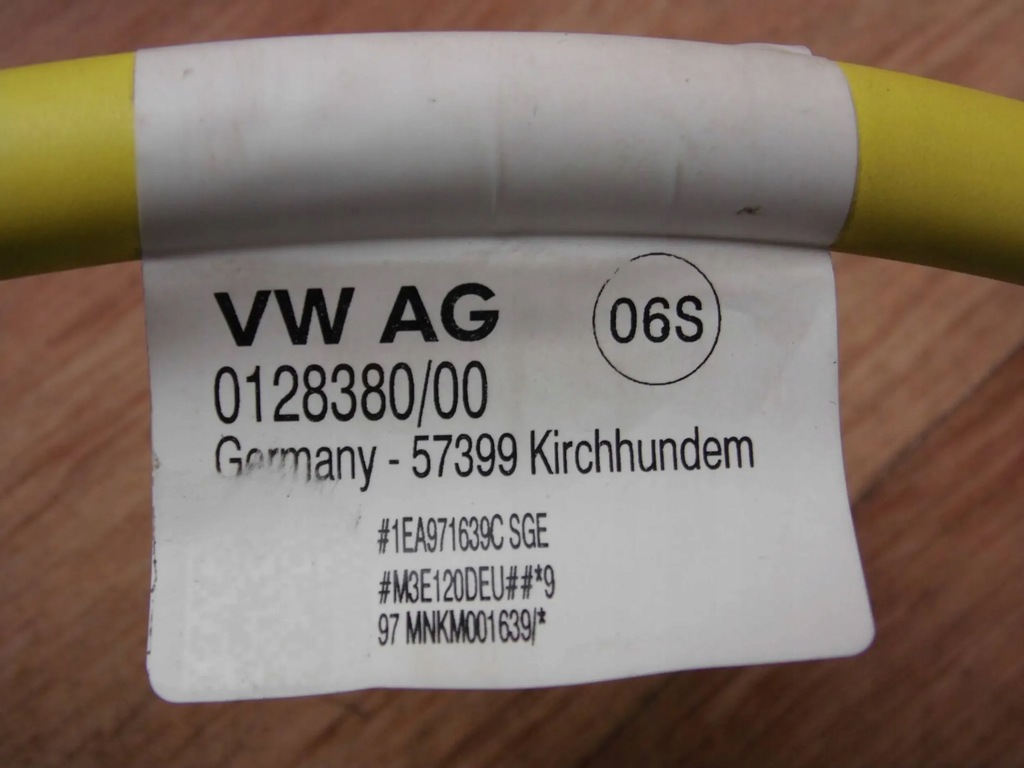 VW AG
06S
0128380/00
Germany - 57399 Kirchhundem
#1EA971639C SGE
#M3E120DEU##*9
97 MNKM001639/*